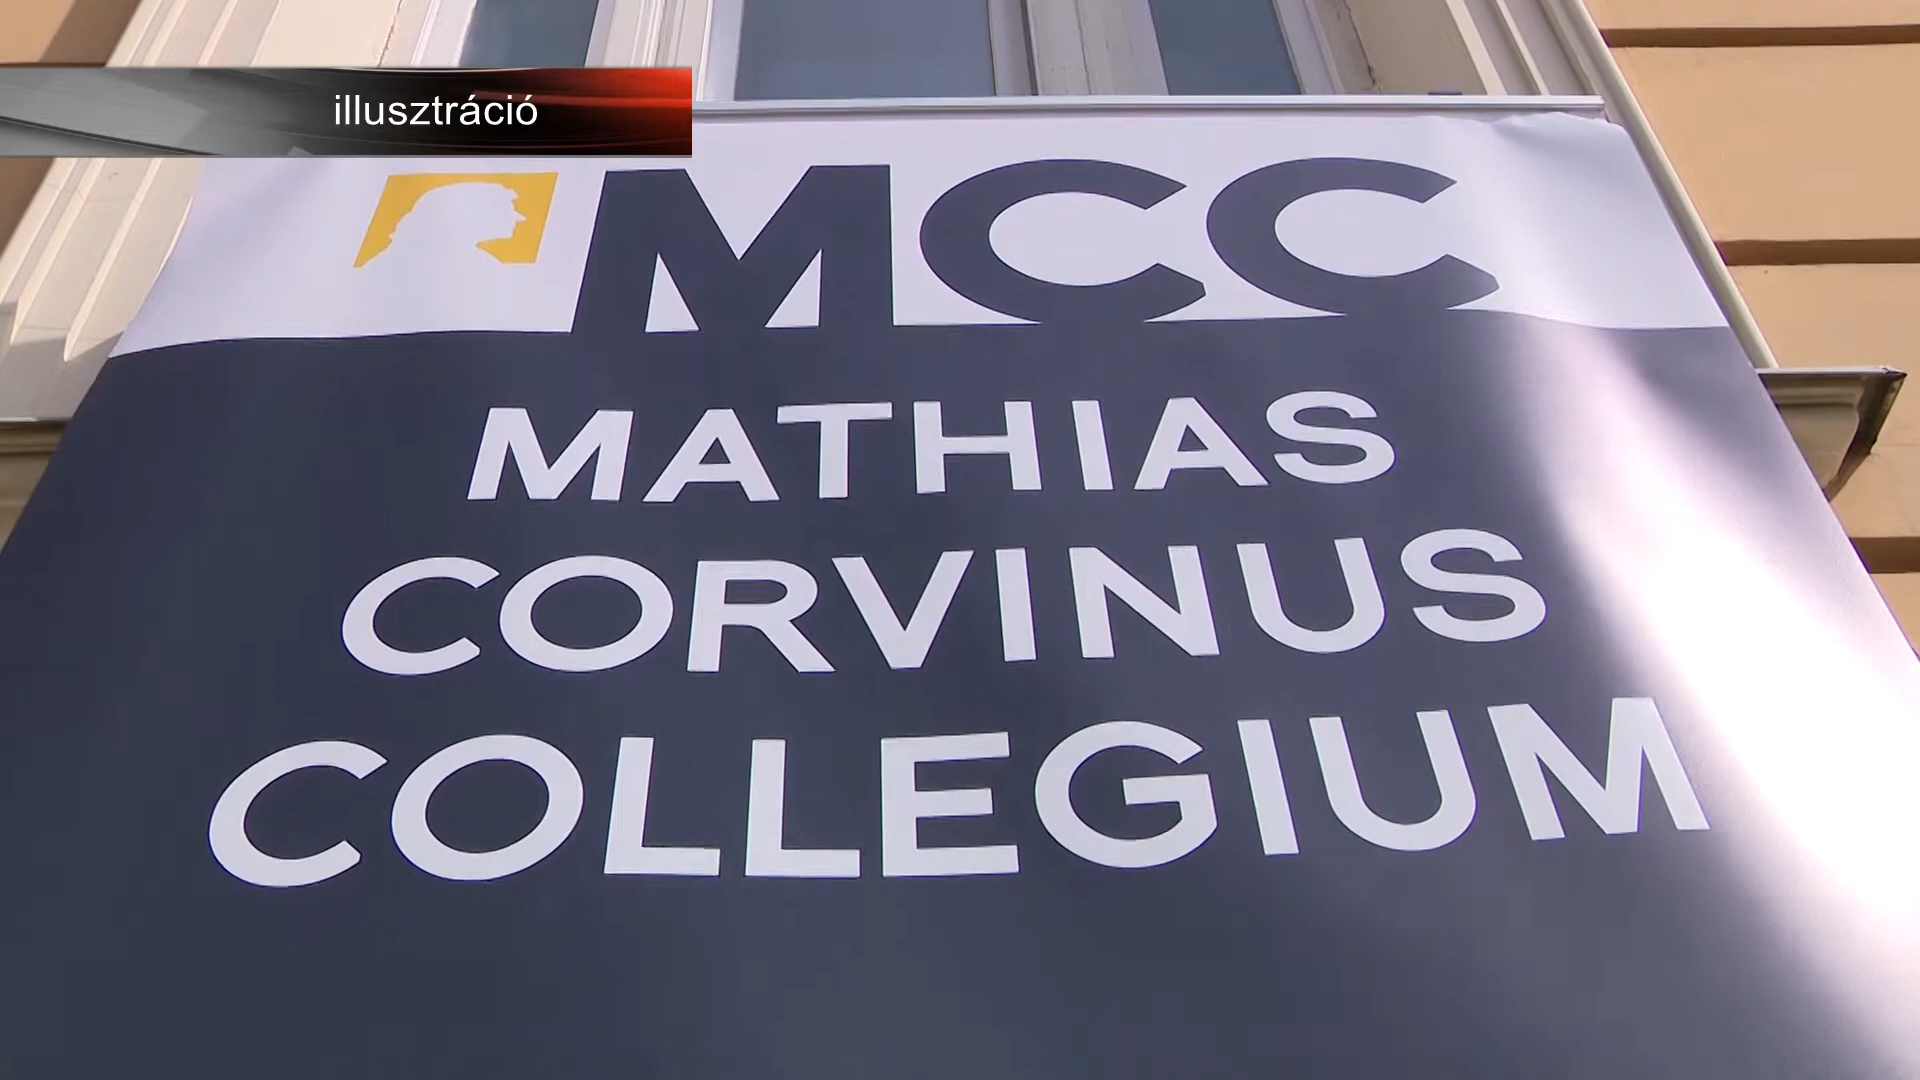 illusztráció
MCC
MATHIAS
CORVINUS
COLLEGIUM